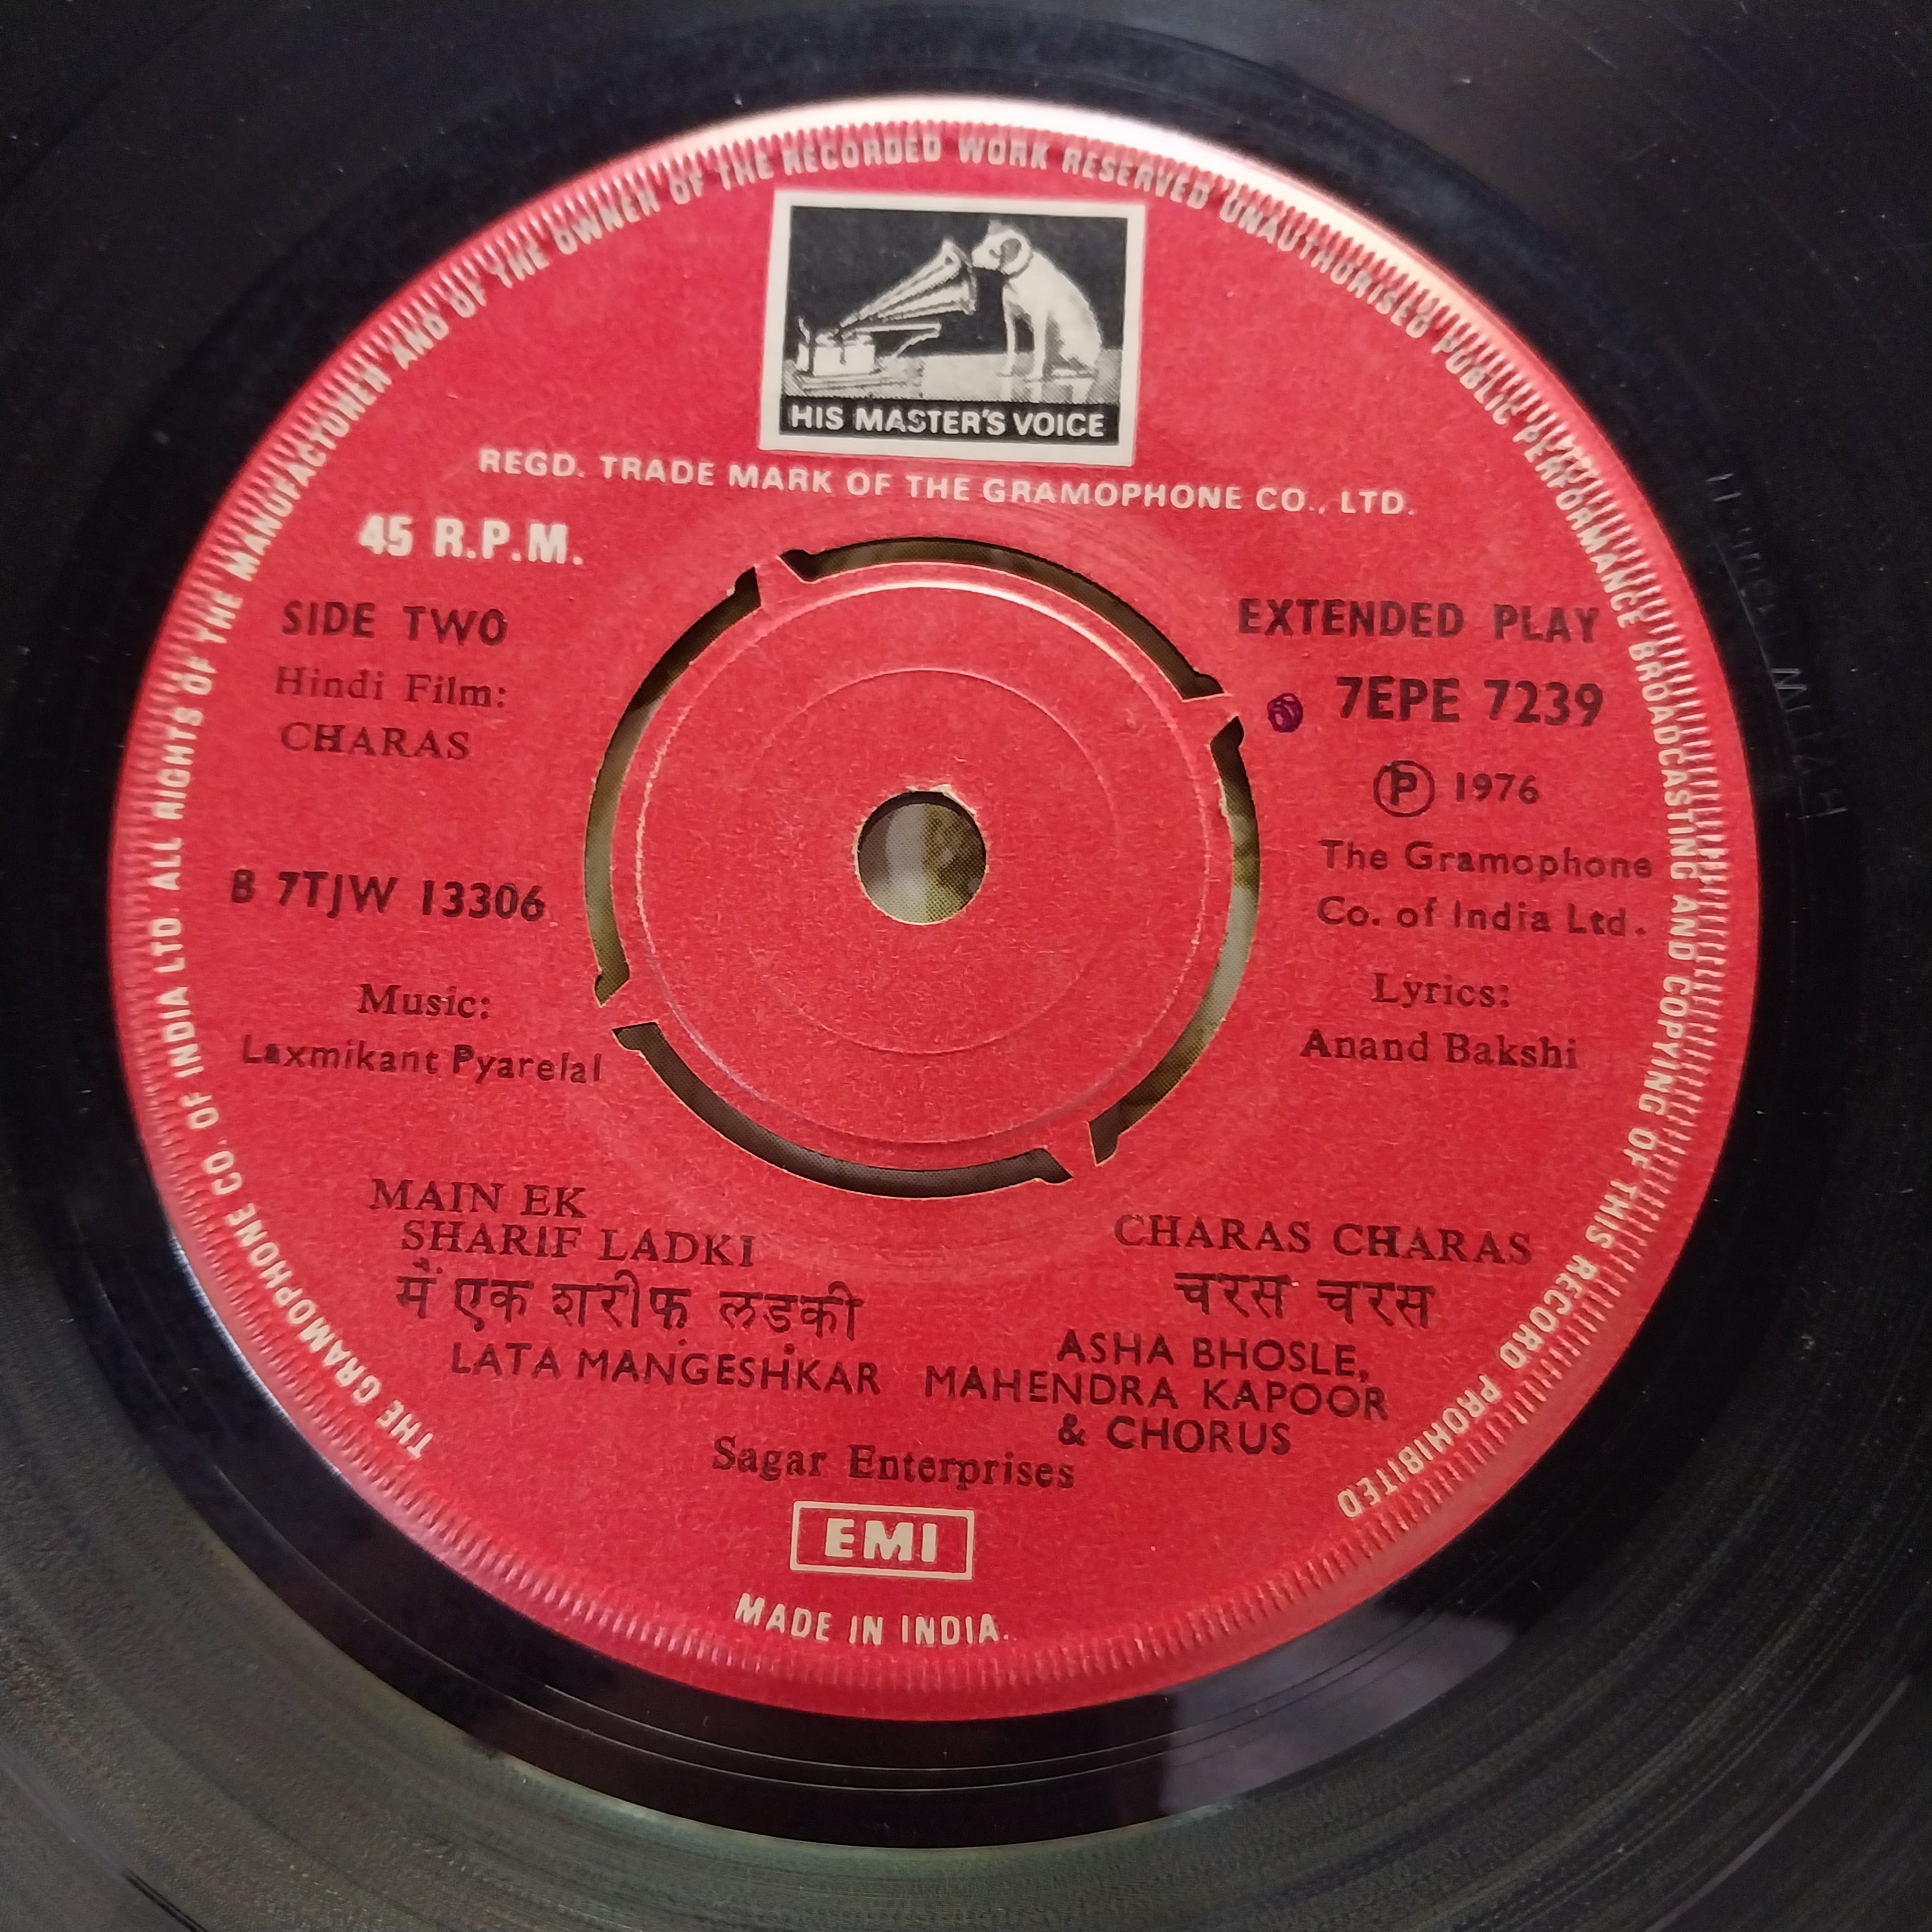 THE GRAMOPHONE CO. OF INDIA LTD. ALL RIGHTS OF THE MANUFACTURER AND OF THE OWNER OF THE RECORDED WORK RESERVED UNAUTHORISED PUBLIC PERFORMANCE BROADCASTING AND COPYING OF THIS RECORD PROHIBITED
HIS MASTER'S VOICE
REGD. TRADE MARK OF THE GRAMOPHONE CO., LTD.
45 R.P.M.
SIDE TWO
Hindi Film:
CHARAS
B 7TJW 13306
Music:
Laxmikant Pyarelal
EXTENDED PLAY
7EPE 7239
Ⓟ 1976
The Gramophone
Co. of India Ltd.
Lyrics:
Anand Bakshi
MAIN EK
SHARIF LADKI
मैं एक शरीफ़ लड़की
LATA MANGESHKAR
CHARAS CHARAS
चरस चरस
ASHA BHOSLE,
MAHENDRA KAPOOR
& CHORUS
Sagar Enterprises
EMI
MADE IN INDIA.